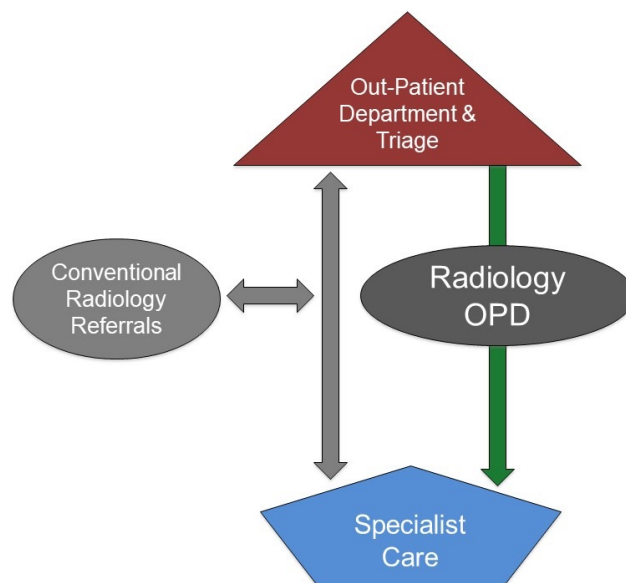 Out-Patient
Department &
Triage
Conventional
Radiology
Referrals
Radiology
OPD
Specialist
Care